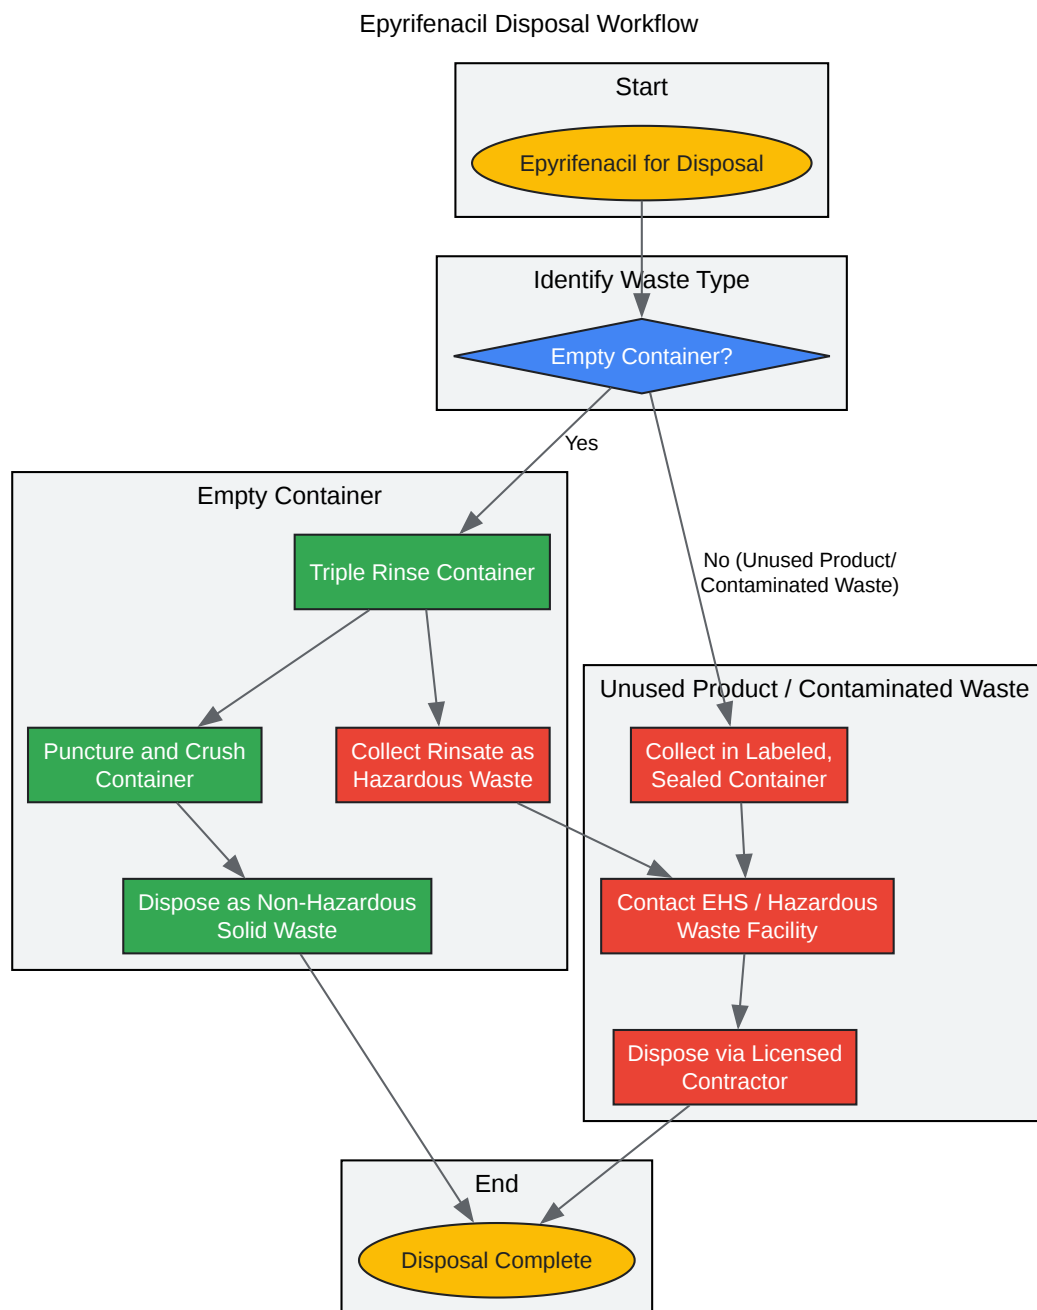 Epyrifenacil Disposal Workflow
Start
Epyrifenacil for Disposal
Identify Waste Type
Empty Container?
Yes
No (Unused Product/
Contaminated Waste)
Empty Container
Triple Rinse Container
Puncture and Crush
Container
Collect Rinsate as
Hazardous Waste
Dispose as Non-Hazardous
Solid Waste
Unused Product / Contaminated Waste
Collect in Labeled,
Sealed Container
Contact EHS / Hazardous
Waste Facility
Dispose via Licensed
Contractor
End
Disposal Complete